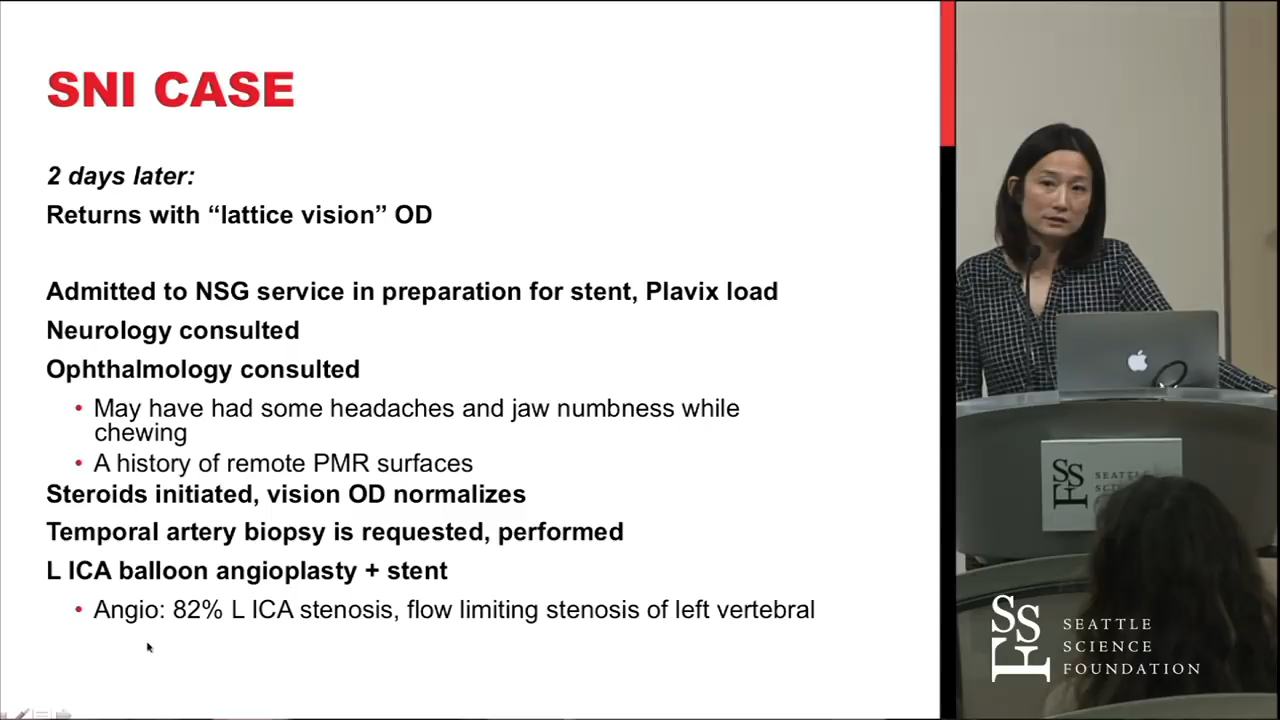 SNI CASE
2 days later:
Returns with “lattice vision” OD
Admitted to NSG service in preparation for stent, Plavix load
Neurology consulted
Ophthalmology consulted
• May have had some headaches and jaw numbness while
chewing
• A history of remote PMR surfaces
Steroids initiated, vision OD normalizes
Temporal artery biopsy is requested, performed
L ICA balloon angioplasty + stent
• Angio: 82% L ICA stenosis, flow limiting stenosis of left vertebral
SSF
SEATTLE
SSF
SEATTLE
SCIENCE
FOUNDATION